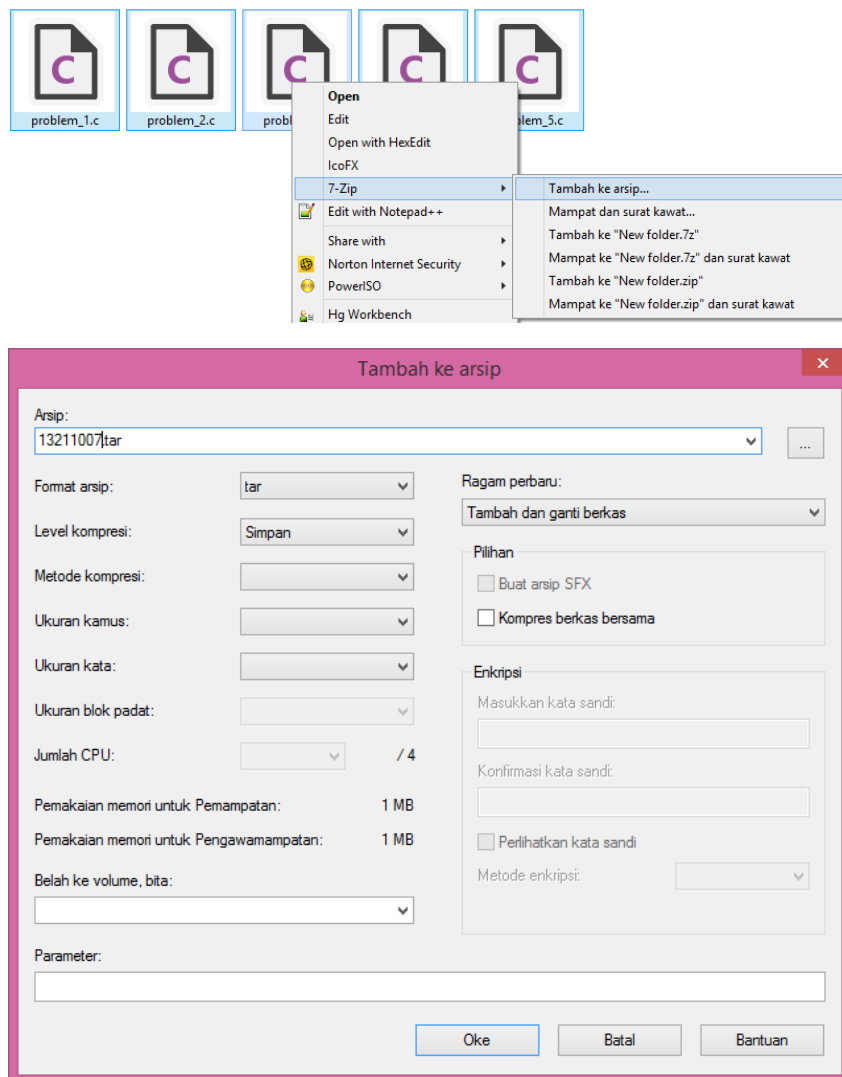 C
C
C
C
C
problem_1.c
problem_2.c
probl
blem_5.c
Open
Edit
Open with HexEdit
IcoFX
7-Zip
Edit with Notepad++
Share with
Norton Internet Security
PowerISO
Hg Workbench
Tambah ke arsip...
Mampat dan surat kawat...
Tambah ke "New folder.7z"
Mampat ke "New folder.7z" dan surat kawat
Tambah ke "New folder.zip"
Mampat ke "New folder.zip" dan surat kawat
Tambah ke arsip
Arsip:
13211007.tar
...
Format arsip:
tar
Level kompresi:
Simpan
Metode kompresi:
Ukuran kamus:
Ukuran kata:
Ukuran blok padat:
Jumlah CPU:
/ 4
Pemakaian memori untuk Pemampatan:
1 MB
Pemakaian memori untuk Pengawamampatan:
1 MB
Belah ke volume, bita:
Ragam perbaru:
Tambah dan ganti berkas
Pilihan
Buat arsip SFX
Kompres berkas bersama
Enkripsi
Masukkan kata sandi:
Konfirmasi kata sandi:
Perlihatkan kata sandi
Metode enkripsi:
Parameter:
Oke
Batal
Bantuan